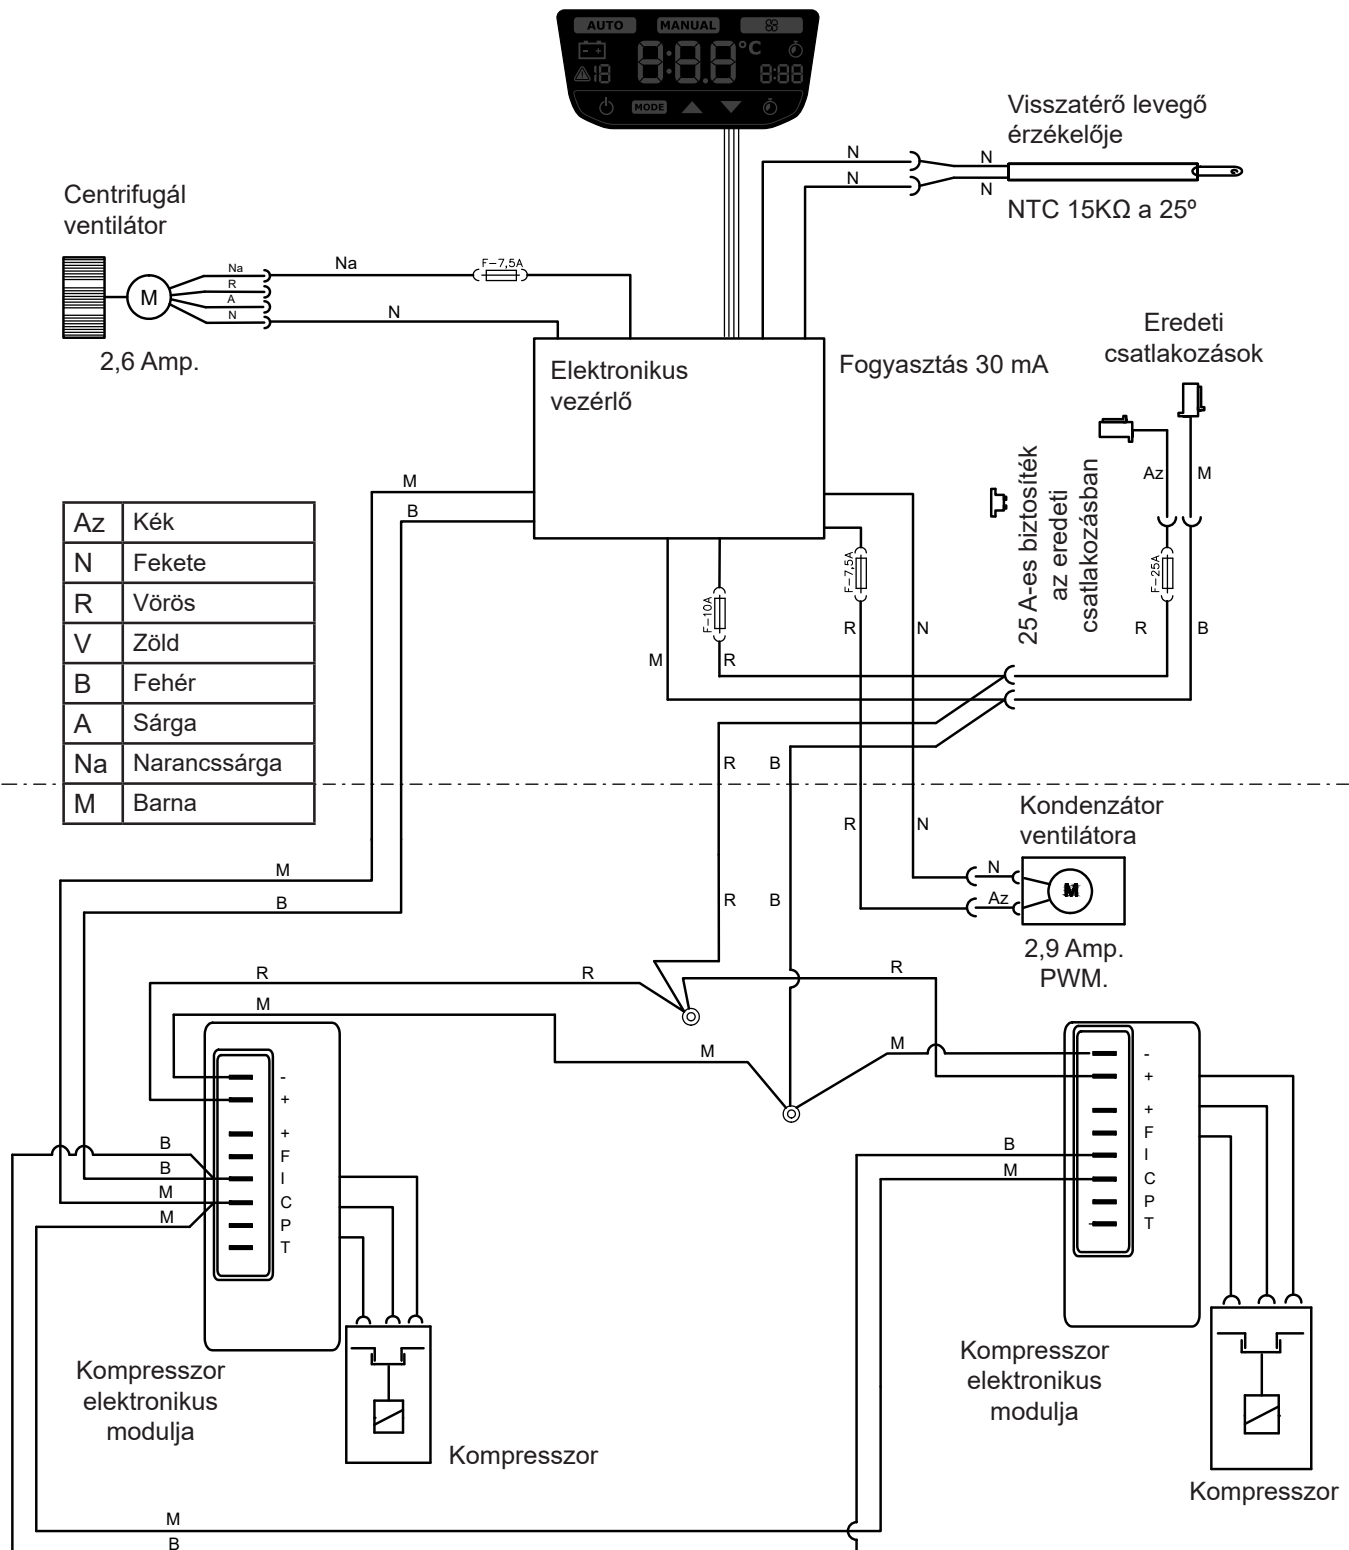 AUTO MANUAL
8:8.8 °C
18 8:88
MODE
Visszatérő levegő
érzékelője
N N
N N
NTC 15KΩ a 25º
Centrifugál
ventilátor
Na Na F-7,5A
R
A
N N
M
2,6 Amp.
Elektronikus
vezérlő
Fogyasztás 30 mA
Eredeti
csatlakozások
Az M
25 A-es biztosíték
az eredeti
csatlakozásban
M
B
F-10A
F-7,5A
F-25A
R N R B
M R
Az Kék
N Fekete
R Vörös
V Zöld
B Fehér
A Sárga
Na Narancssárga
M Barna
R B
R N
Kondenzátor
ventilátora
N
Az
M
2,9 Amp.
PWM.
M
B
R B
R R R
M
M M
-
+
+
F
I
C
P
T
B
B
M
M
-
+
+
F
I
C
P
T
B
M
Kompresszor
elektronikus
modulja
Kompresszor
Kompresszor
elektronikus
modulja
Kompresszor
M
B